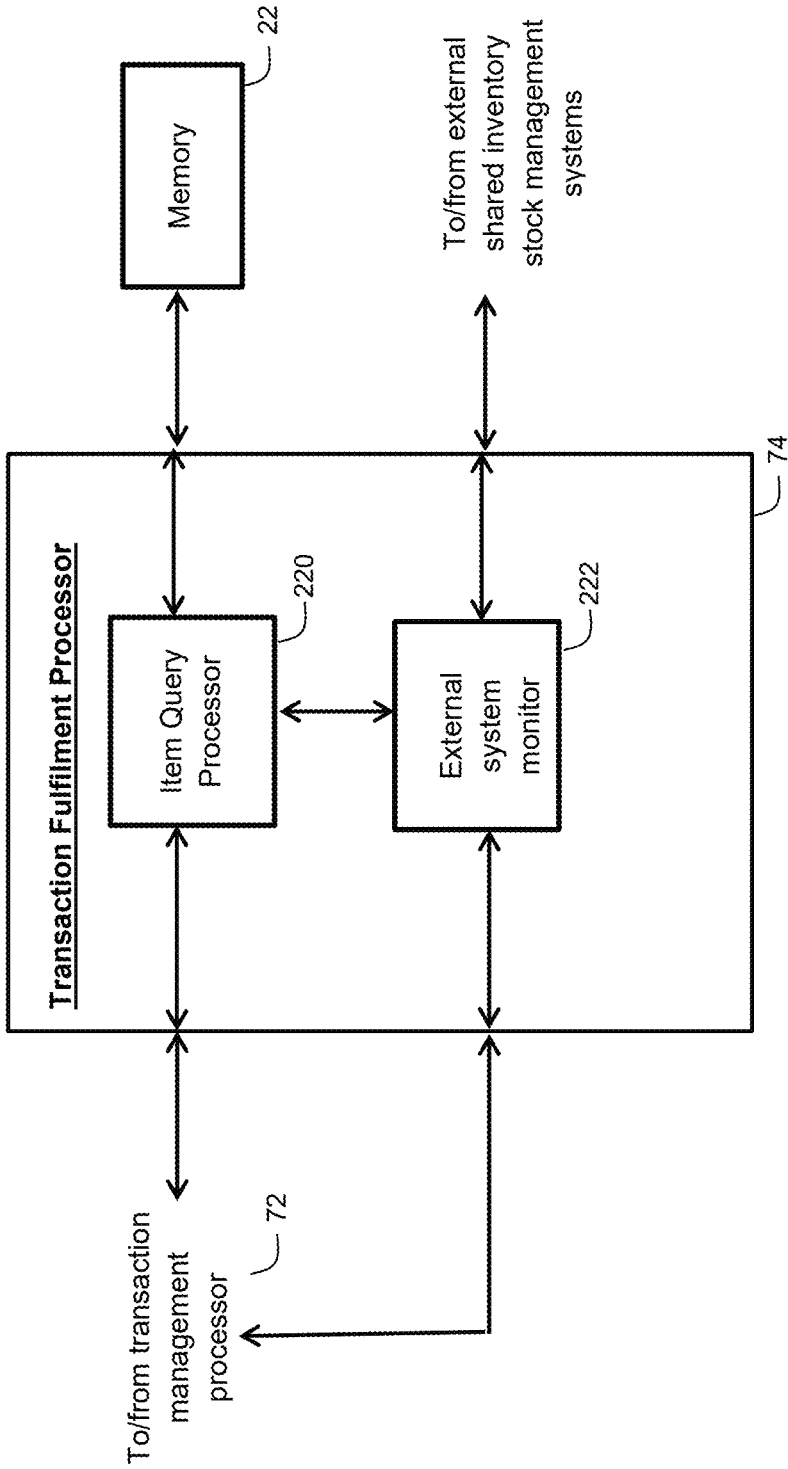 Transaction Fulfilment Processor
To/from transaction
management
processor
72
Item Query
Processor
220
External
system
monitor
222
74
Memory
22
To/from external
shared inventory
stock management
systems